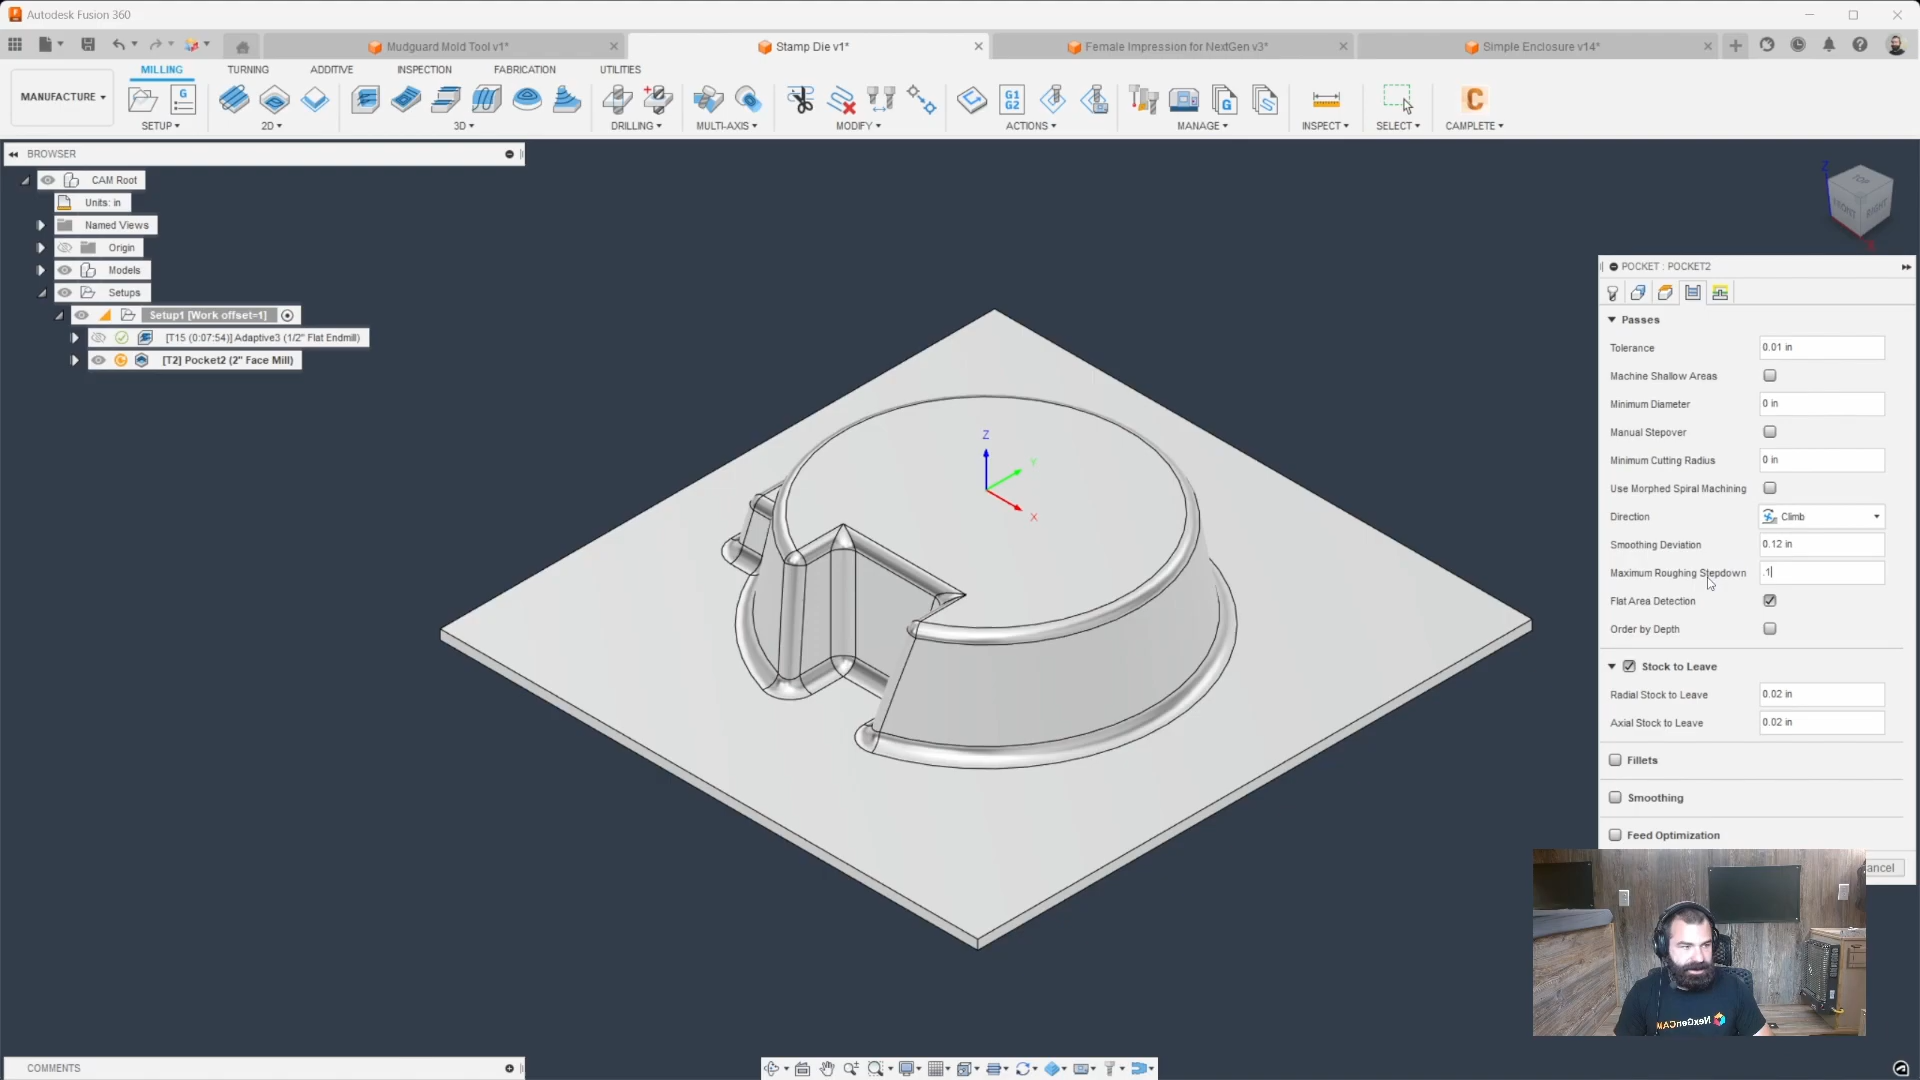 Autodesk Fusion 360
Mudguard Mold Tool v1*
Stamp Die v1*
Female Impression for NextGen v3*
Simple Enclosure v14*
MILLING
TURNING
ADDITIVE
INSPECTION
FABRICATION
UTILITIES
MANUFACTURE
G
G1
G2
G
C
SETUP
2D
3D
DRILLING
MULTI-AXIS
MODIFY
ACTIONS
MANAGE
INSPECT
SELECT
CAMPLETE
BROWSER
CAM Root
Units: in
Named Views
Origin
Models
Setups
Setup1 [Work offset=1]
[T15 (0:07:54)] Adaptive3 (1/2" Flat Endmill)
[T2] Pocket2 (2" Face Mill)
Z
Y
X
Z
TOP
FRONT
RIGHT
POCKET : POCKET2
Passes
Tolerance 0.01 in
Machine Shallow Areas
Minimum Diameter 0 in
Manual Stepover
Minimum Cutting Radius 0 in
Use Morphed Spiral Machining
Direction Climb
Smoothing Deviation 0.12 in
Maximum Roughing Stepdown .1
Flat Area Detection
Order by Depth
Stock to Leave
Radial Stock to Leave 0.02 in
Axial Stock to Leave 0.02 in
Fillets
Smoothing
Feed Optimization
ancel
NexGenCAM
COMMENTS